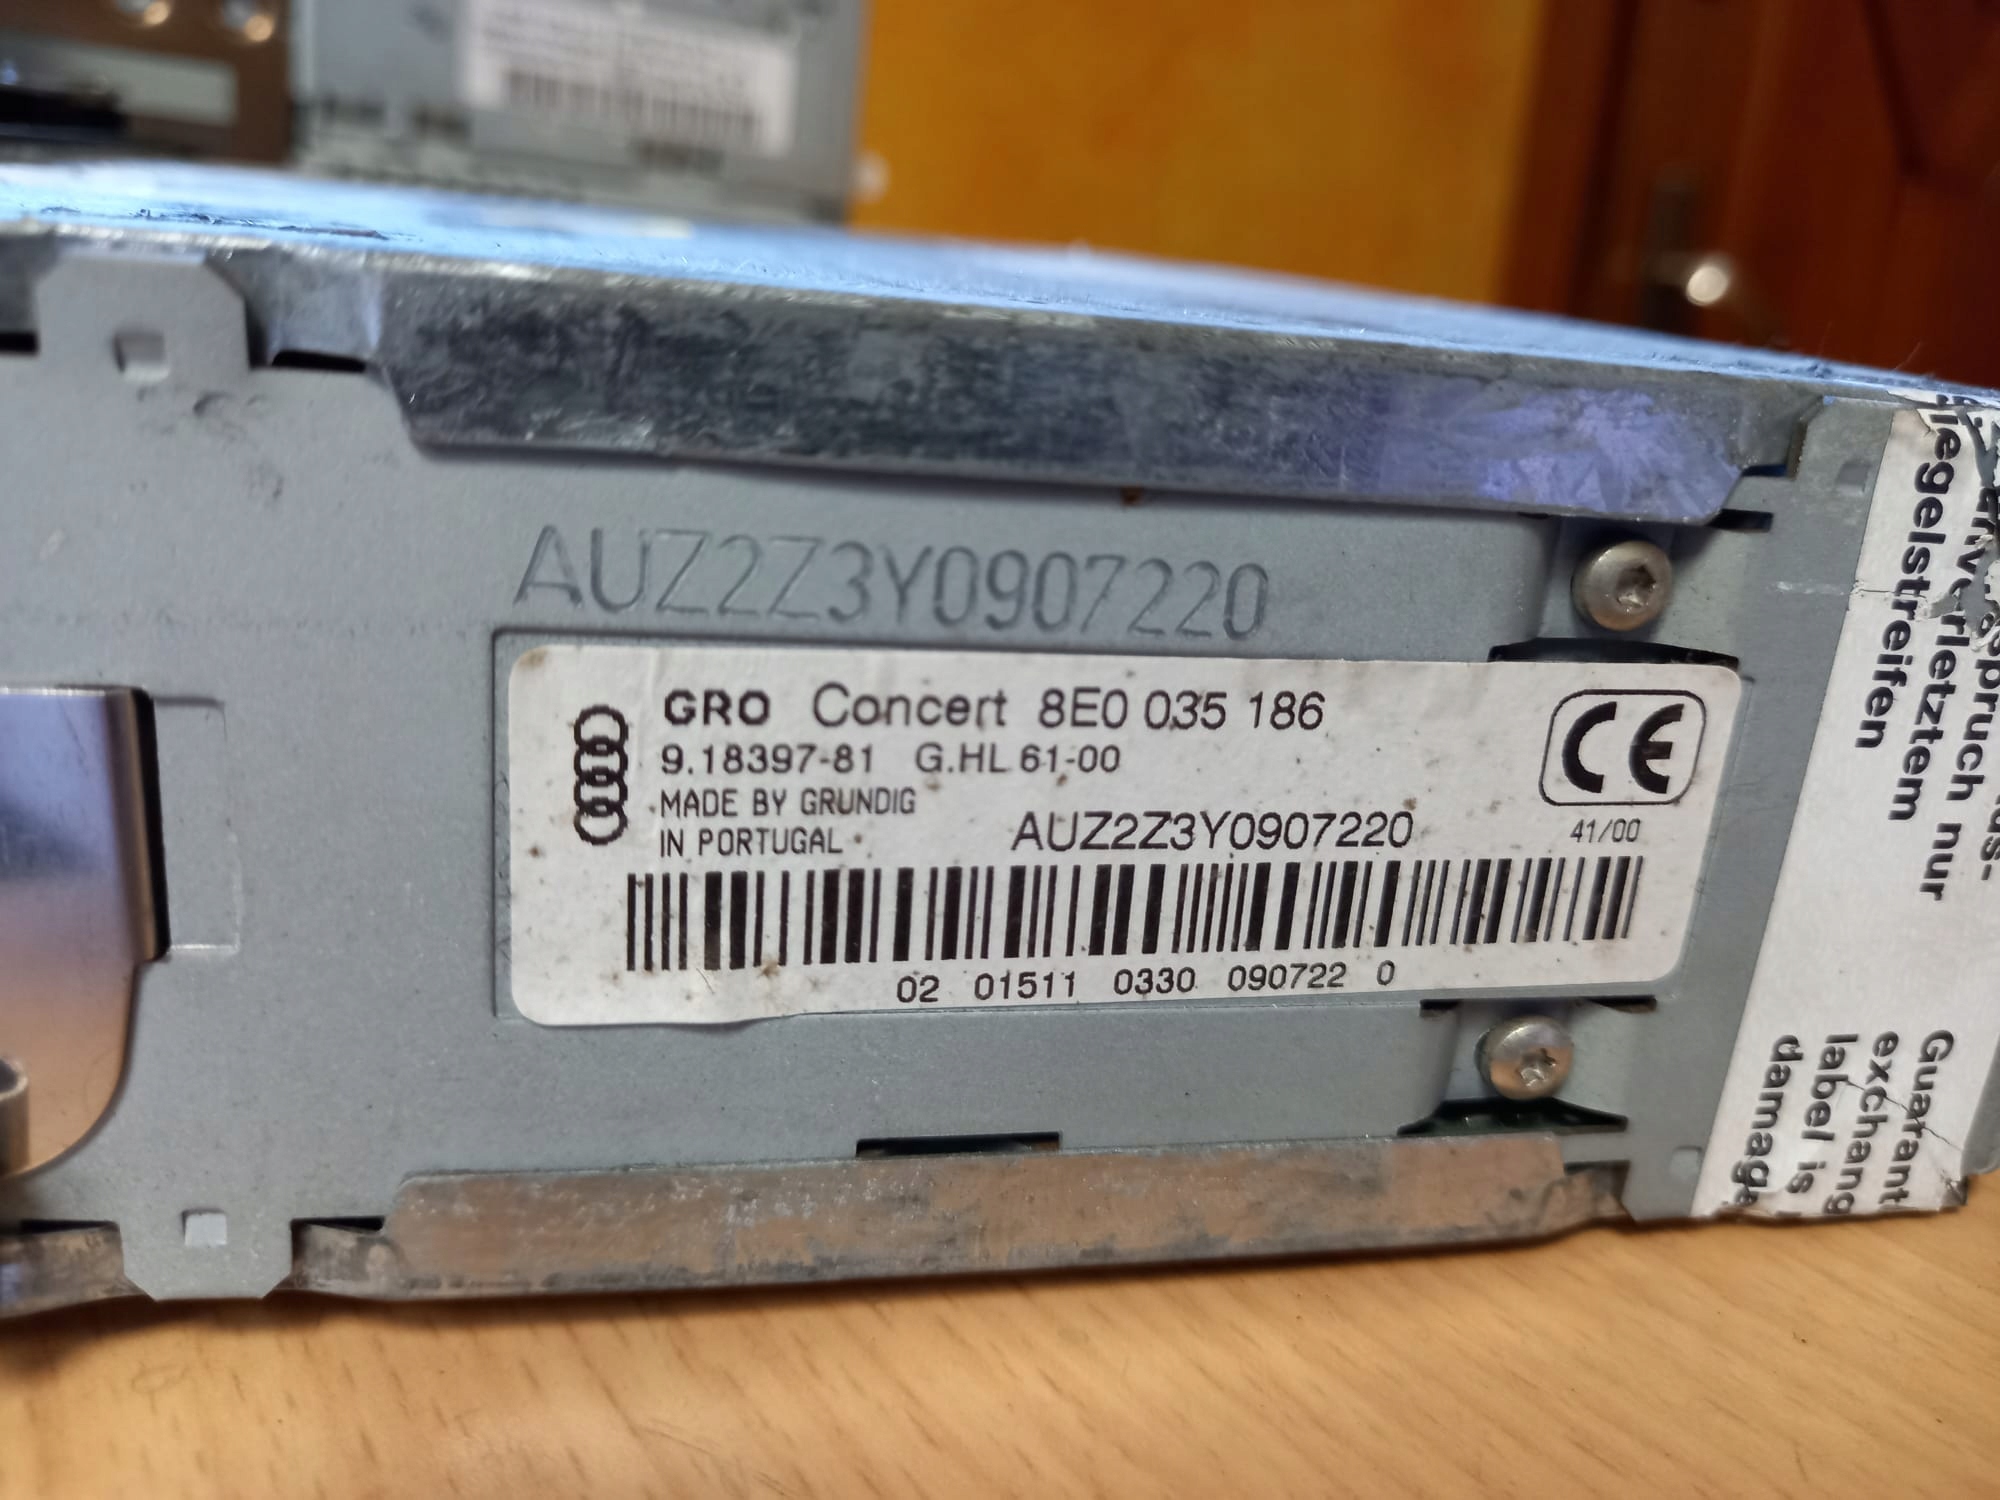 AUZ2Z3Y0907220
GRO Concert 8E0 035 186
9.18397-81 G.HL 61-00
MADE BY GRUNDIG
IN PORTUGAL
AUZ2Z3Y0907220
CE
41/00
02 01511 0330 090722 0
spruch nur
rletztem
iegelstreifen
Guarant
exchang
label is
damage